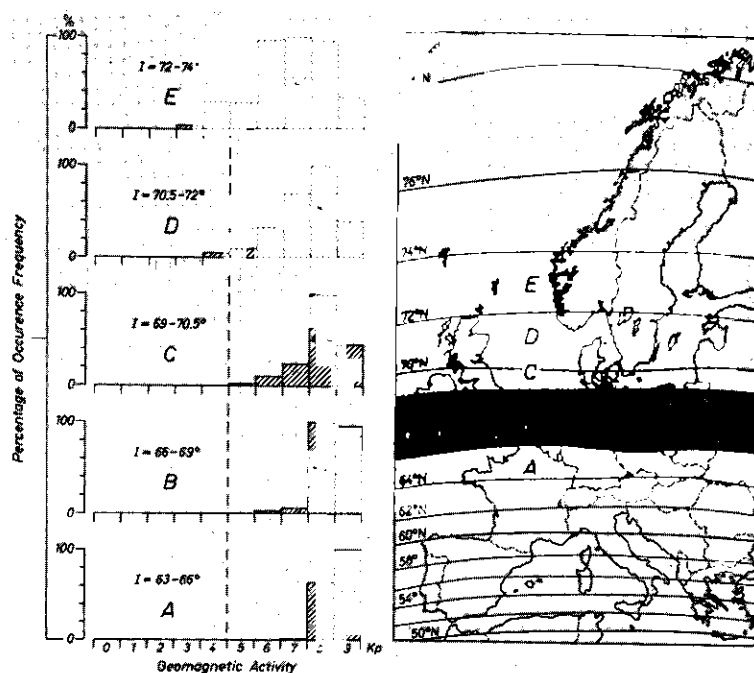 %
100
0
I = 72-74°
E
100
0
I = 70.5-72°
D
100
0
I = 69-70.5°
C
100
0
I = 66-69°
B
100
0
I = 63-66°
A
Percentage of Occurence Frequency
0 1 2 3 4 5 6 7 9 Kp
Geomagnetic Activity
N
76°N
74°N
E
72°N
D
70°N
C
A
64°N
62°N
60°N
58°
54°
50°N